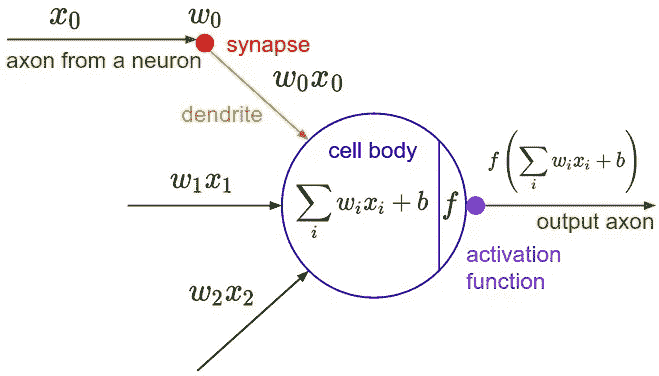 x₀ w₀
synapse
axon from a neuron
w₀x₀
dendrite
cell body
f(∑ᵢ wᵢxᵢ + b)
w₁x₁
∑ᵢ wᵢxᵢ + b
f
output axon
activation
function
w₂x₂